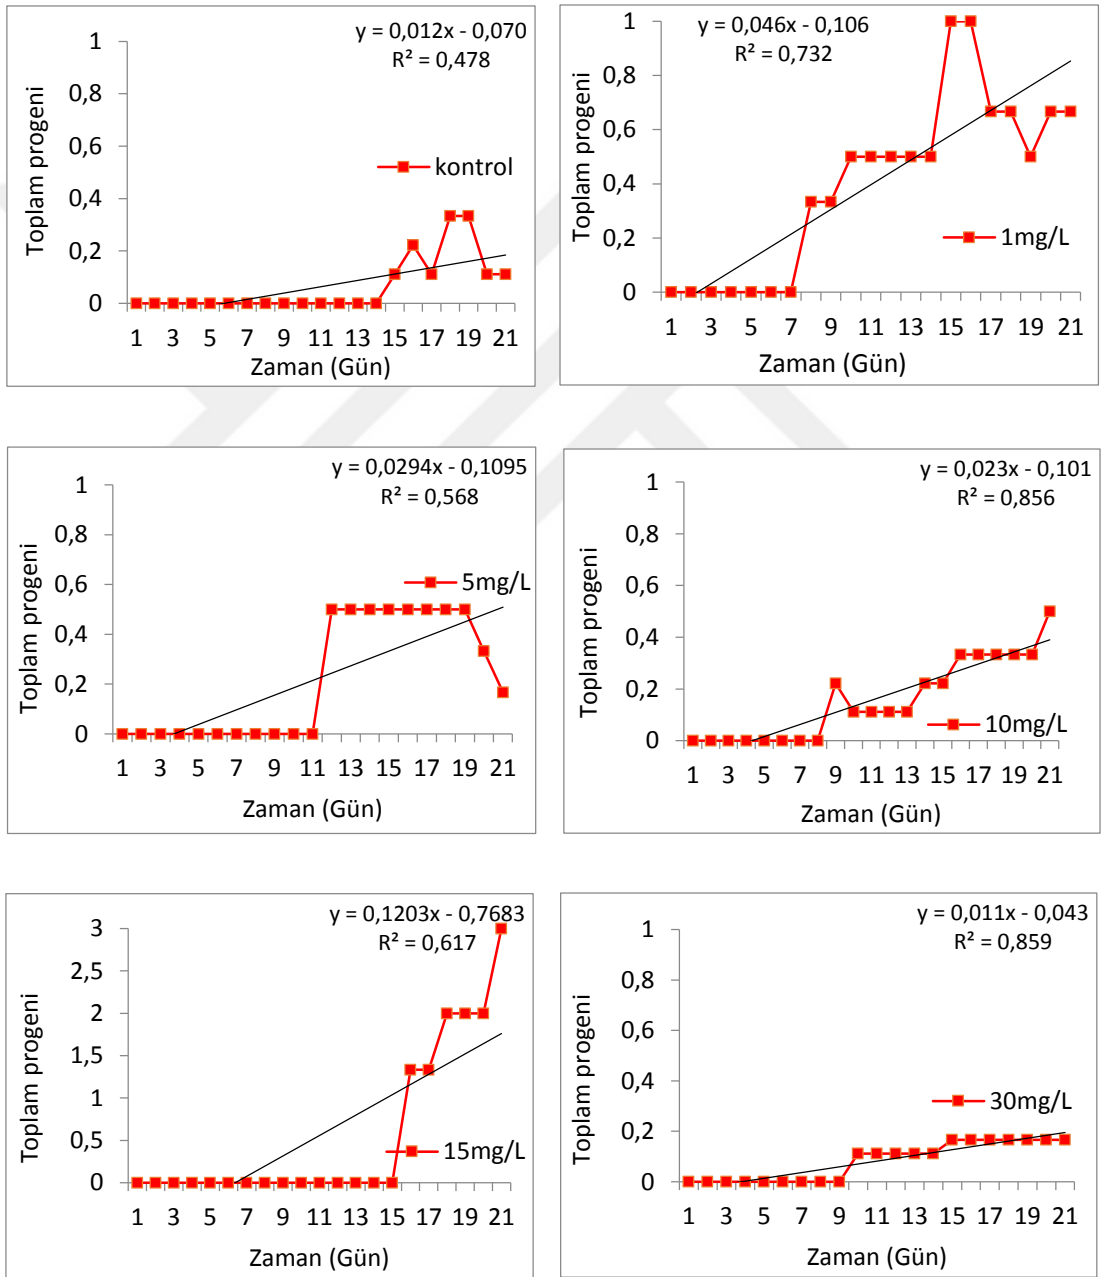 y = 0,012x - 0,070
R² = 0,478
1
0,8
0,6
0,4
0,2
0
Toplam progeni
kontrol
1 3 5 7 9 11 13 15 17 19 21
Zaman (Gün)
y = 0,046x - 0,106
R² = 0,732
1
0,8
0,6
0,4
0,2
0
Toplam progeni
1mg/L
1 3 5 7 9 11 13 15 17 19 21
Zaman (Gün)
y = 0,0294x - 0,1095
R² = 0,568
1
0,8
0,6
0,4
0,2
0
Toplam progeni
5mg/L
1 3 5 7 9 11 13 15 17 19 21
Zaman (Gün)
y = 0,023x - 0,101
R² = 0,856
1
0,8
0,6
0,4
0,2
0
Toplam progeni
10mg/L
1 3 5 7 9 11 13 15 17 19 21
Zaman (Gün)
y = 0,1203x - 0,7683
R² = 0,617
3
2,5
2
1,5
1
0,5
0
Toplam progeni
15mg/L
1 3 5 7 9 11 13 15 17 19 21
Zaman (Gün)
y = 0,011x - 0,043
R² = 0,859
1
0,8
0,6
0,4
0,2
0
Toplam progeni
30mg/L
1 3 5 7 9 11 13 15 17 19 21
Zaman (Gün)